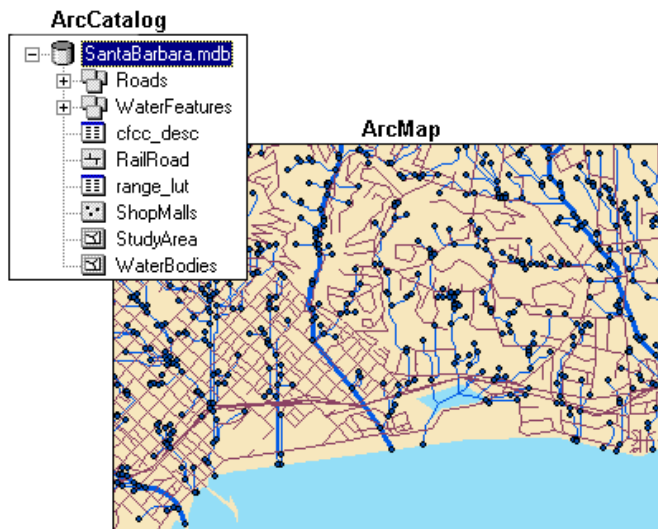 ArcCatalog
SantaBarbara.mdb
Roads
WaterFeatures
cfcc_desc
RailRoad
range_lut
ShopMalls
StudyArea
WaterBodies
ArcMap